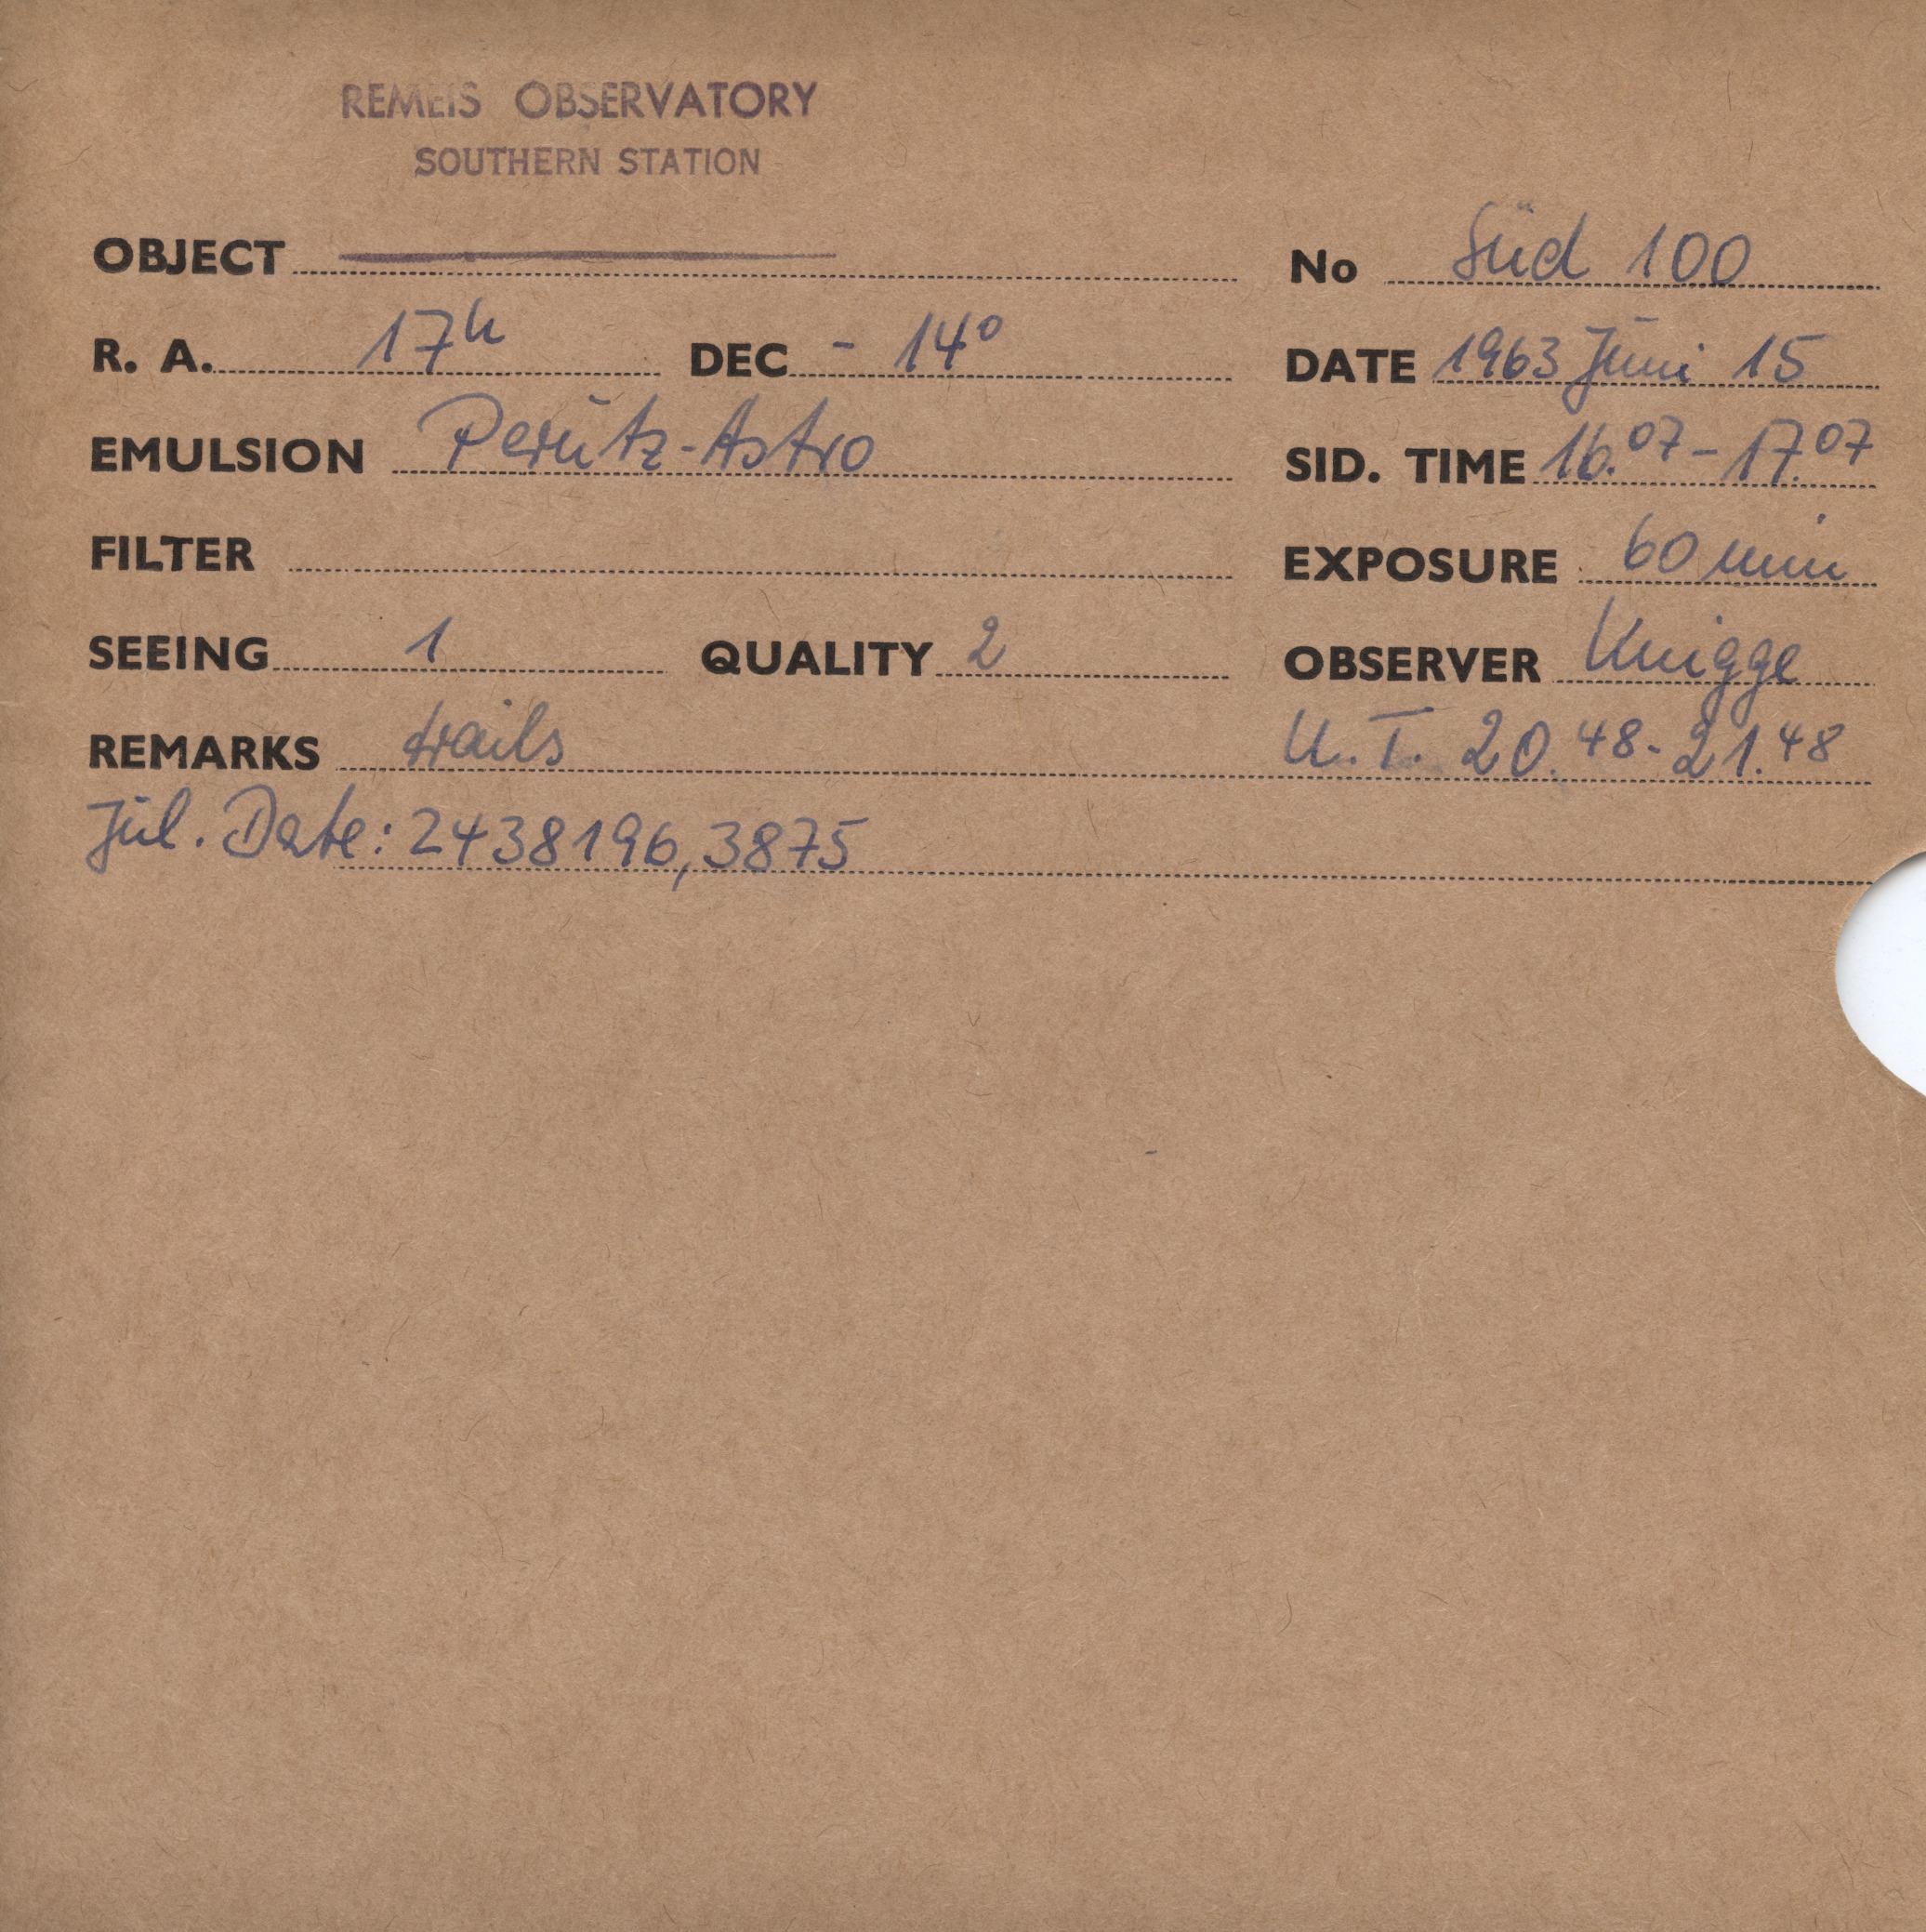 REMEIS OBSERVATORY
SOUTHERN STATION
OBJECT No Süd 100
R. A. 17h DEC - 14° DATE 1963 Juni 15
EMULSION Perutz-Astro SID. TIME 16.07-17.07
FILTER EXPOSURE 60 min
SEEING 1 QUALITY 2 OBSERVER Knigge
REMARKS trails U.T. 20.48-21.48
Jul. Date: 2438196,3875